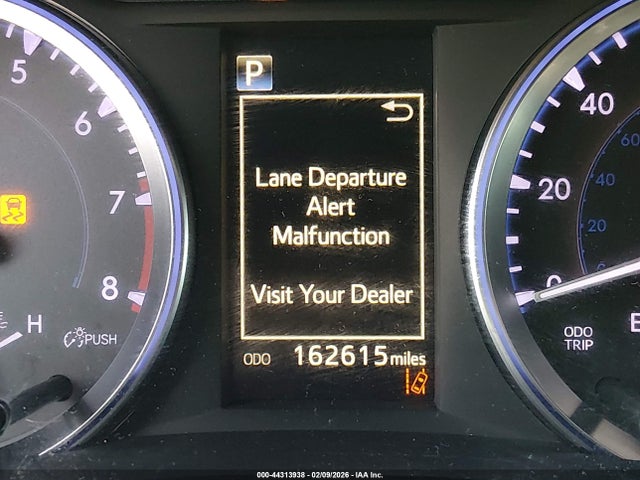 5
6
7
8
H
PUSH
P
Lane Departure
Alert
Malfunction
Visit Your Dealer
ODO 162615 miles
40
20
0
60
40
20
ODO
TRIP
E
000-44313938 - 02/09/2026 - © IAA Inc.